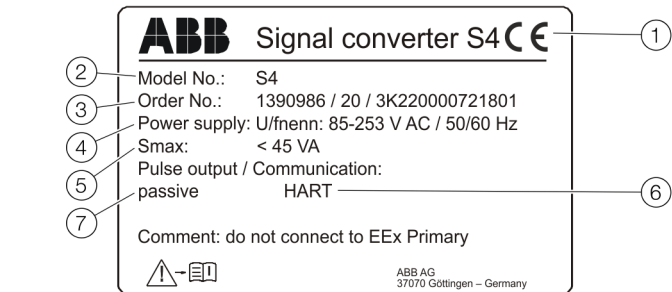 ABB Signal converter S4 CE 1
2 Model No.: S4
3 Order No.: 1390986 / 20 / 3K220000721801
4 Power supply: U/fnenn: 85-253 V AC / 50/60 Hz
5 Smax: < 45 VA
Pulse output / Communication:
7 passive HART 6
Comment: do not connect to EEx Primary
ABB AG
37070 Göttingen – Germany